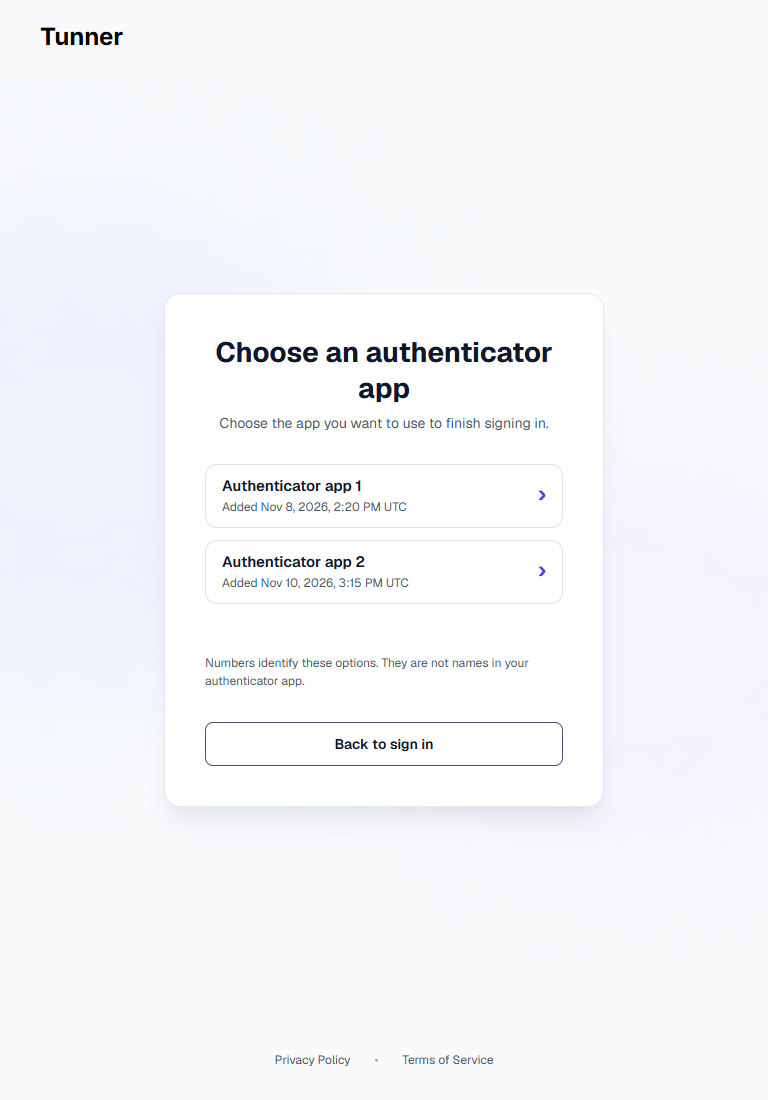 Tunner
Choose an authenticator
app
Choose the app you want to use to finish signing in.
Authenticator app 1
Added Nov 8, 2026, 2:20 PM UTC
Authenticator app 2
Added Nov 10, 2026, 3:15 PM UTC
Numbers identify these options. They are not names in your
authenticator app.
Back to sign in
Privacy Policy • Terms of Service